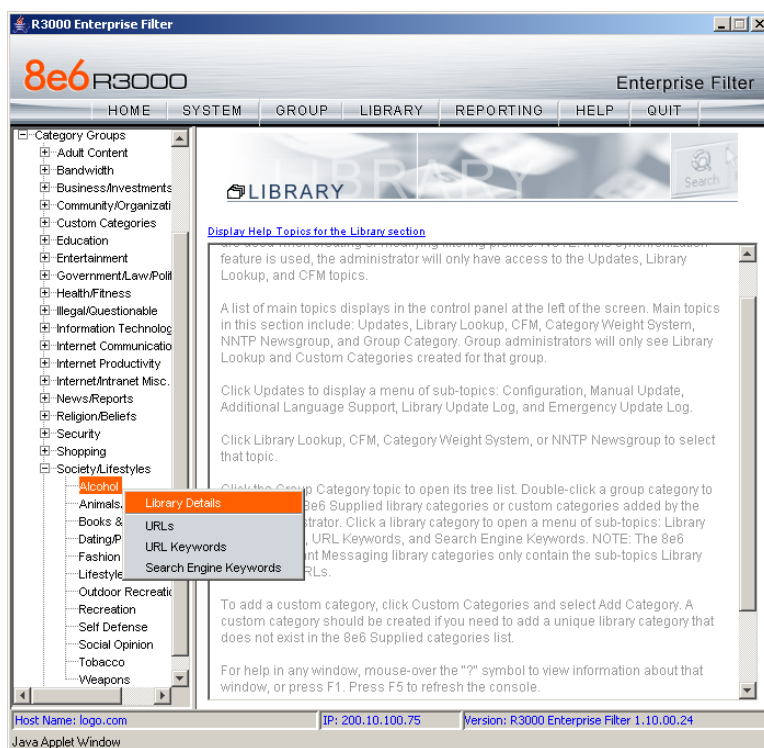 R3000 Enterprise Filter
8e6 R3000
Enterprise Filter
HOME SYSTEM GROUP LIBRARY REPORTING HELP QUIT
Category Groups
Adult Content
Bandwidth
Business/Investments
Community/Organizati
Custom Categories
Education
Entertainment
Government/Law/Polit
Health/Fitness
Illegal/Questionable
Information Technolog
Internet Communicatio
Internet Productivity
Internet/Intranet Misc.
News/Reports
Religion/Beliefs
Security
Shopping
Society/Lifestyles
Alcohol
Animals
Books &
Dating/P
Fashion
Lifestyle
Outdoor Recreatic
Recreation
Self Defense
Social Opinion
Tobacco
Weapons
Library Details
URLs
URL Keywords
Search Engine Keywords
LIBRARY
LIBRARY
Search
Display Help Topics for the Library section
feature is used, the administrator will only have access to the Updates, Library
Lookup, and CFM topics.
A list of main topics displays in the control panel at the left of the screen. Main topics
in this section include: Updates, Library Lookup, CFM, Category Weight System,
NNTP Newsgroup, and Group Category. Group administrators will only see Library
Lookup and Custom Categories created for that group.
Click Updates to display a menu of sub-topics: Configuration, Manual Update,
Additional Language Support, Library Update Log, and Emergency Update Log.
Click Library Lookup, CFM, Category Weight System, or NNTP Newsgroup to select
that topic.
Click the Group Category topic to open its tree list. Double-click a group category to
8e6 Supplied library categories or custom categories added by the
strator. Click a library category to open a menu of sub-topics: Library
, URL Keywords, and Search Engine Keywords. NOTE: The 8e6
nt Messaging library categories only contain the sub-topics Library
RLs.
To add a custom category, click Custom Categories and select Add Category. A
custom category should be created if you need to add a unique library category that
does not exist in the 8e6 Supplied categories list.
For help in any window, mouse-over the "?" symbol to view information about that
window, or press F1. Press F5 to refresh the console.
Host Name: logo.com
IP: 200.10.100.75
Version: R3000 Enterprise Filter 1.10.00.24
Java Applet Window